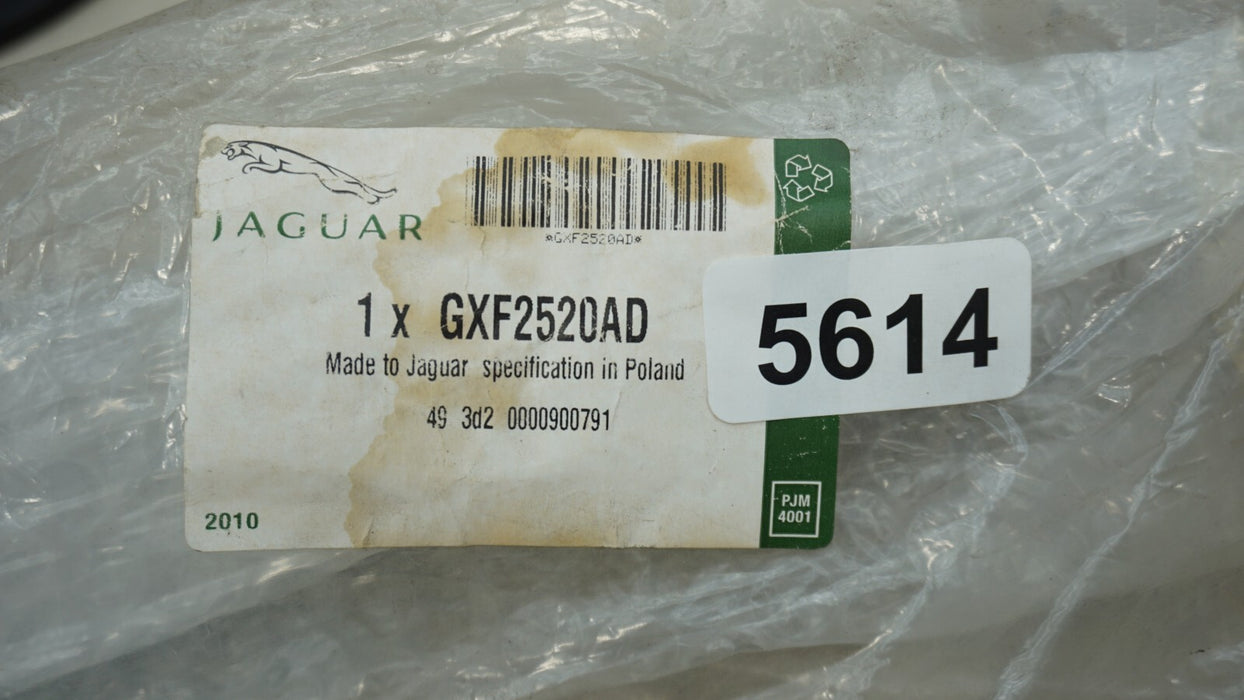 JAGUAR
*GXF2520AD*
1 x GXF2520AD
Made to Jaguar specification in Poland
49 3d2 0000900791
2010
5614
PJM
4001